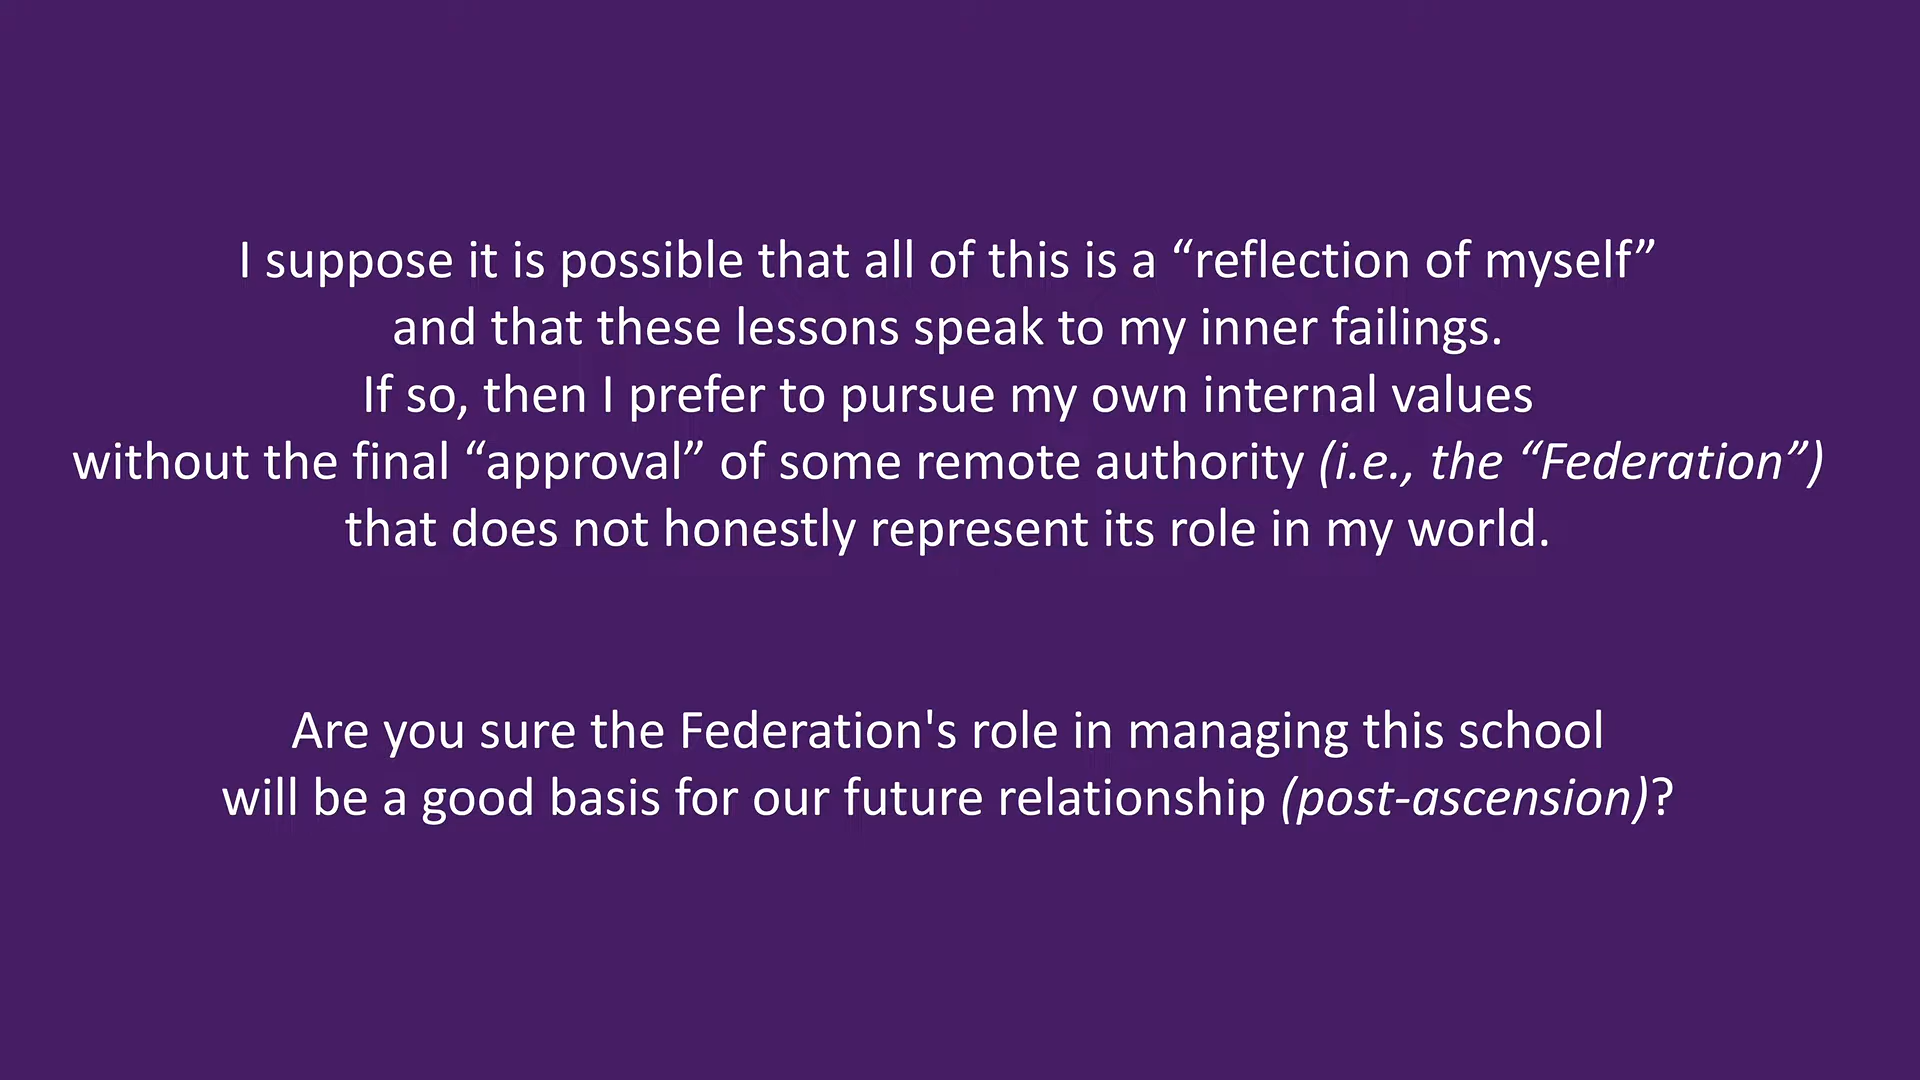 I suppose it is possible that all of this is a “reflection of myself”
and that these lessons speak to my inner failings.
If so, then I prefer to pursue my own internal values
without the final “approval” of some remote authority (i.e., the “Federation”)
that does not honestly represent its role in my world.
Are you sure the Federation's role in managing this school
will be a good basis for our future relationship (post-ascension)?